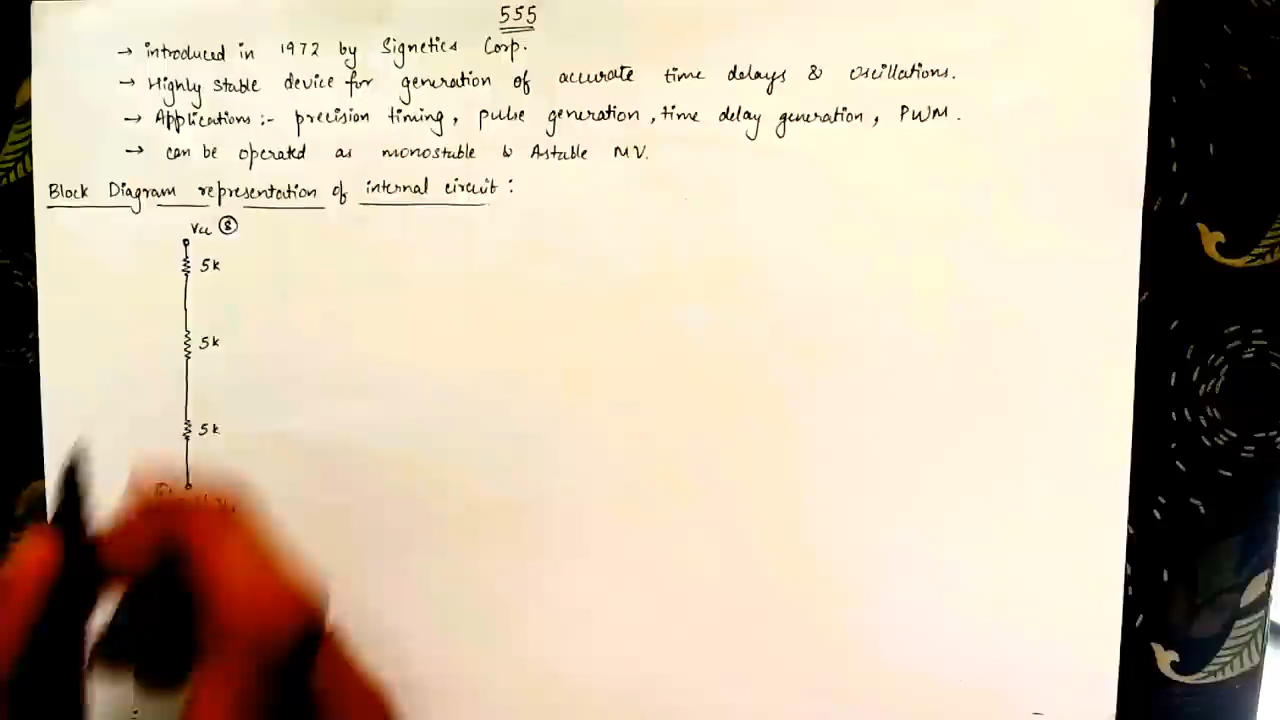 555
→ introduced in 1972 by Signetics Corp.
→ Highly stable device for generation of accurate time delays & oscillations.
→ Applications :- precision timing, pulse generation, time delay generation, PWM.
→ can be operated as monostable & Astable MV.
Block Diagram representation of internal circuit :
Vcc 8
5k
5k
5k